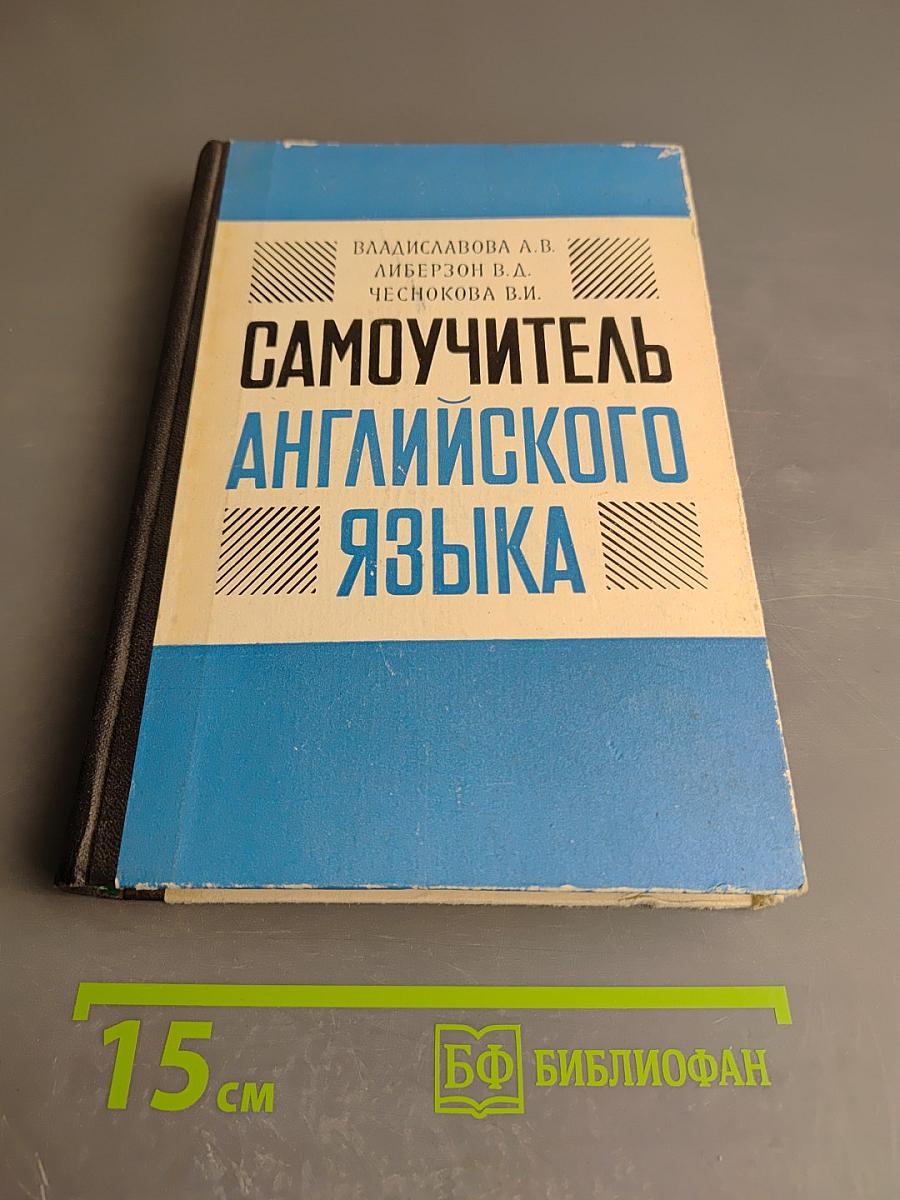 ВЛАДИСЛАВОВА А.В.
ЛИБЕРЗОН В.Д.
ЧЕСНОКОВА В.И.
САМОУЧИТЕЛЬ
АНГЛИЙСКОГО
ЯЗЫКА
15 см
БФ БИБЛИОФАН